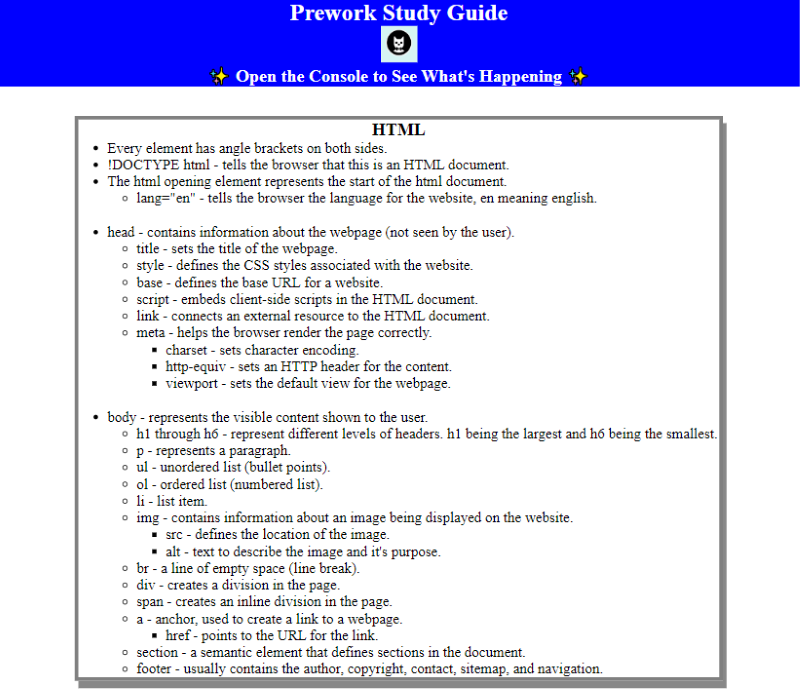 Prework Study Guide
✨ Open the Console to See What's Happening ✨
HTML
• Every element has angle brackets on both sides.
• !DOCTYPE html - tells the browser that this is an HTML document.
• The html opening element represents the start of the html document.
◦ lang="en" - tells the browser the language for the website, en meaning english.
• head - contains information about the webpage (not seen by the user).
◦ title - sets the title of the webpage.
◦ style - defines the CSS styles associated with the website.
◦ base - defines the base URL for a website.
◦ script - embeds client-side scripts in the HTML document.
◦ link - connects an external resource to the HTML document.
◦ meta - helps the browser render the page correctly.
▪ charset - sets character encoding.
▪ http-equiv - sets an HTTP header for the content.
▪ viewport - sets the default view for the webpage.
• body - represents the visible content shown to the user.
◦ h1 through h6 - represent different levels of headers. h1 being the largest and h6 being the smallest.
◦ p - represents a paragraph.
◦ ul - unordered list (bullet points).
◦ ol - ordered list (numbered list).
◦ li - list item.
◦ img - contains information about an image being displayed on the website.
▪ src - defines the location of the image.
▪ alt - text to describe the image and it's purpose.
◦ br - a line of empty space (line break).
◦ div - creates a division in the page.
◦ span - creates an inline division in the page.
◦ a - anchor, used to create a link to a webpage.
▪ href - points to the URL for the link.
◦ section - a semantic element that defines sections in the document.
◦ footer - usually contains the author, copyright, contact, sitemap, and navigation.